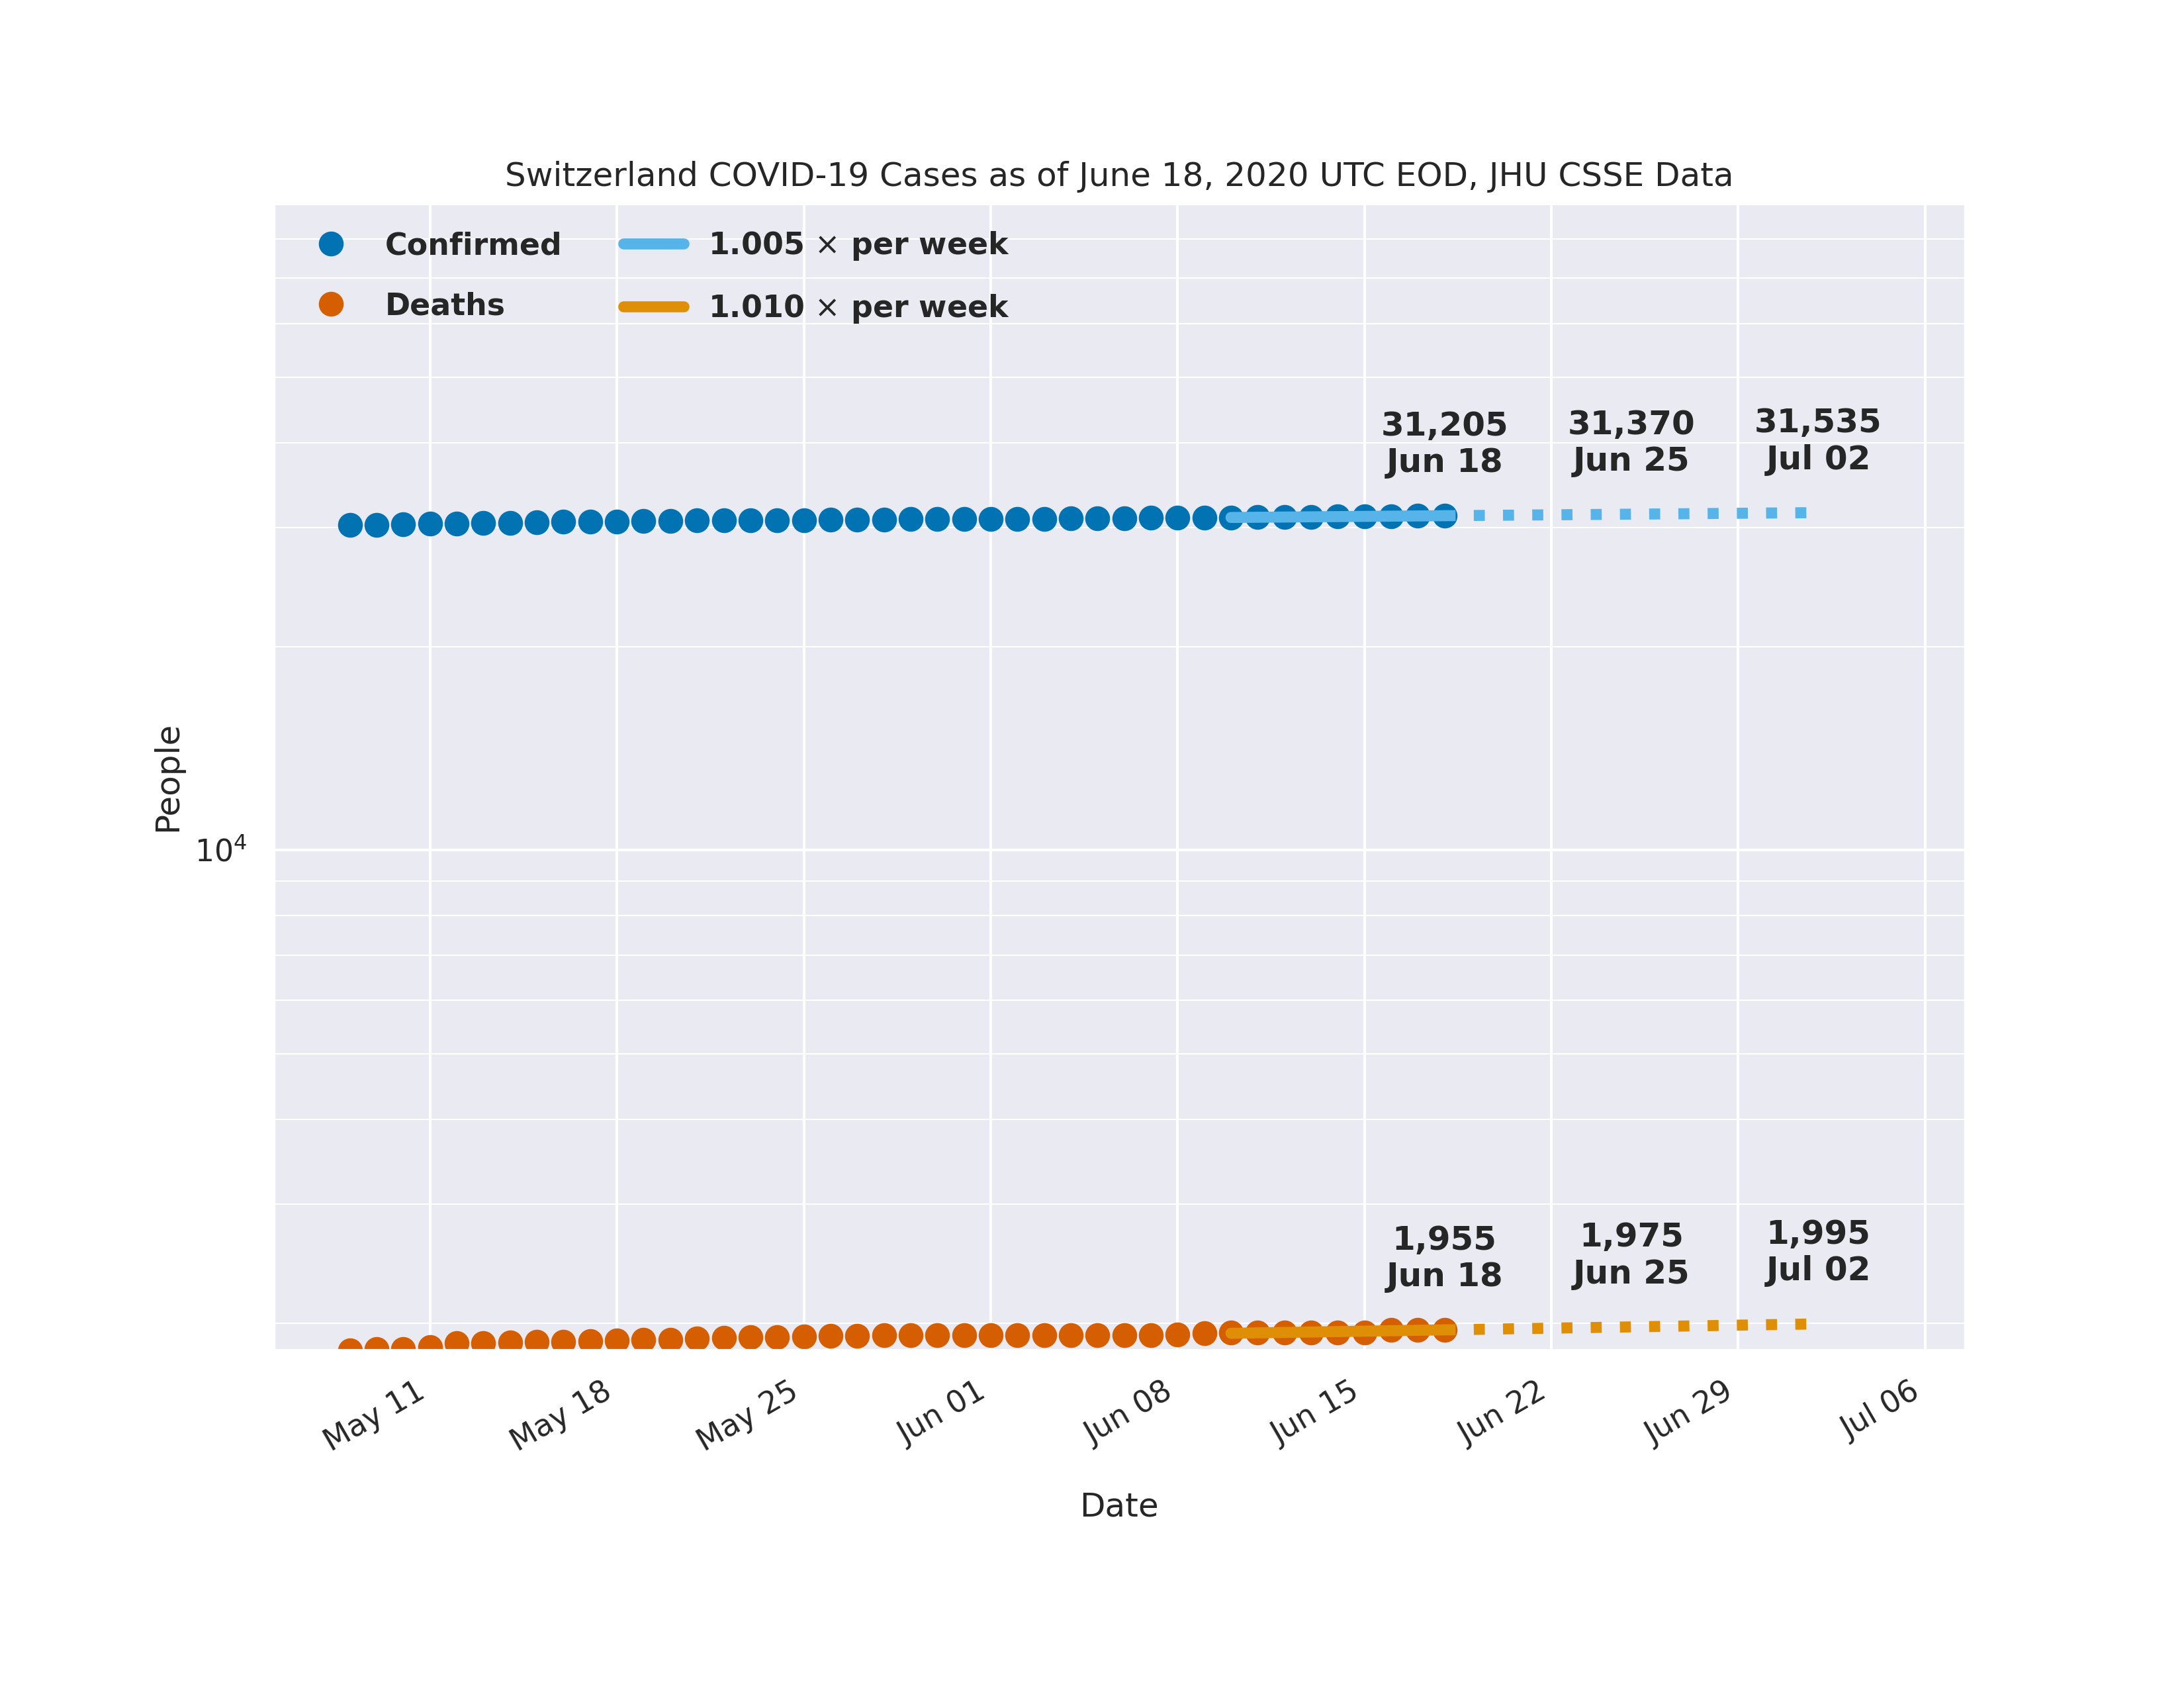 Switzerland COVID-19 Cases as of June 18, 2020 UTC EOD, JHU CSSE Data
Confirmed
Deaths
1.005 × per week
1.010 × per week
31,205
Jun 18
31,370
Jun 25
31,535
Jul 02
People
10⁴
1,955
Jun 18
1,975
Jun 25
1,995
Jul 02
May 11
May 18
May 25
Jun 01
Jun 08
Jun 15
Jun 22
Jun 29
Jul 06
Date